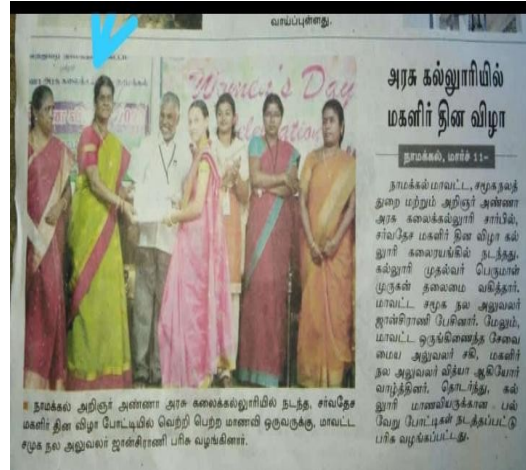 வாய்ப்புள்ளது.
Women's Day
Celebration
அரசு கல்லூரியில்
மகளிர் தின விழா
நாமக்கல், மார்ச் 11–
நாமக்கல் மாவட்ட, சமூகநலத்
துறை மற்றும் அறிஞர் அண்ணா
அரசு கலைக்கல்லூரி சார்பில்,
சர்வதேச மகளிர் தின விழா கல்
லூரி கலையரங்கில் நடந்தது.
கல்லூரி முதல்வர் பெருமாள்
முருகன் தலைமை வகித்தார்.
மாவட்ட சமூக நல அலுவலர்
ஜான்சிராணி பேசினார். மேலும்,
மாவட்ட ஒருங்கிணைந்த சேவை
மைய அலுவலர் சகி, மகளிர்
நல அலுவலர் வித்யா ஆகியோர்
வாழ்த்தினர். தொடர்ந்து, கல்
லூரி மாணவியருக்கான பல்
வேறு போட்டிகள் நடத்தப்பட்டு
பரிசு வழங்கப்பட்டது.
நாமக்கல் அறிஞர் அண்ணா அரசு கலைக்கல்லூரியில் நடந்த, சர்வதேச
மகளிர் தின விழா போட்டியில் வெற்றி பெற்ற மாணவி ஒருவருக்கு, மாவட்ட
சமூக நல அலுவலர் ஜான்சிராணி பரிசு வழங்கினார்.